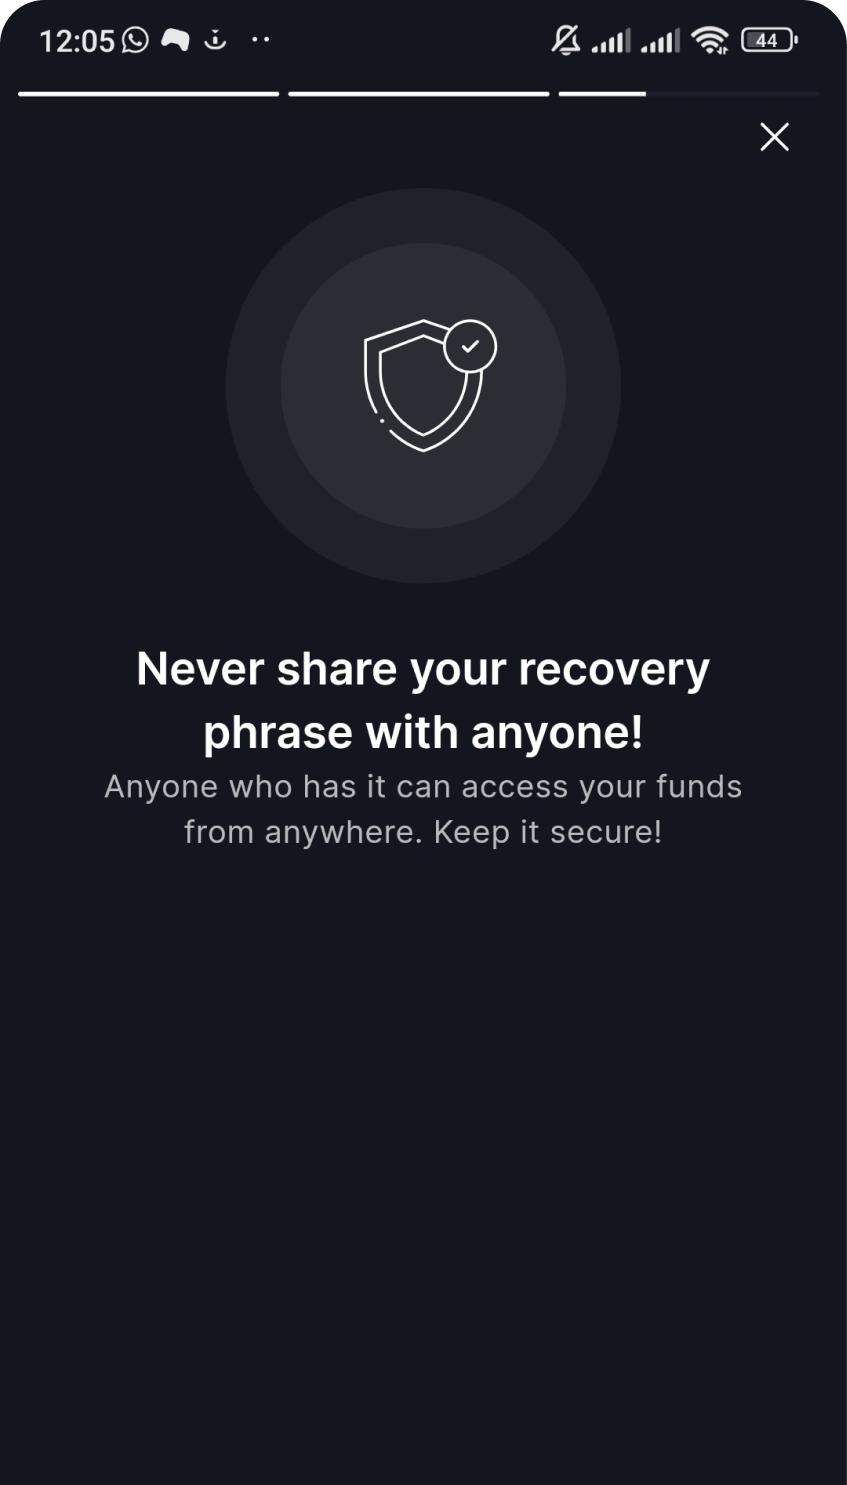 12:05
44
Never share your recovery
phrase with anyone!
Anyone who has it can access your funds
from anywhere. Keep it secure!